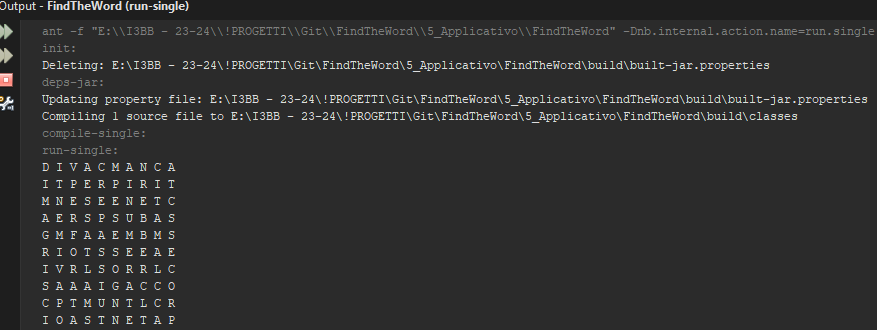 Output - FindTheWord (run-single)
ant -f "E:\\I3BB - 23-24\\!PROGETTI\\Git\\FindTheWord\\5_Applicativo\\FindTheWord" -Dnb.internal.action.name=run.single
init:
Deleting: E:\I3BB - 23-24\!PROGETTI\Git\FindTheWord\5_Applicativo\FindTheWord\build\built-jar.properties
deps-jar:
Updating property file: E:\I3BB - 23-24\!PROGETTI\Git\FindTheWord\5_Applicativo\FindTheWord\build\built-jar.properties
Compiling 1 source file to E:\I3BB - 23-24\!PROGETTI\Git\FindTheWord\5_Applicativo\FindTheWord\build\classes
compile-single:
run-single:
D I V A C M A N C A
I T P E R P I R I T
M N E S E E N E T C
A E R S P S U B A S
G M F A A E M B M S
R I O T S S E E A E
I V R L S O R R L C
S A A A I G A C C O
C P T M U N T L C R
I O A S T N E T A P